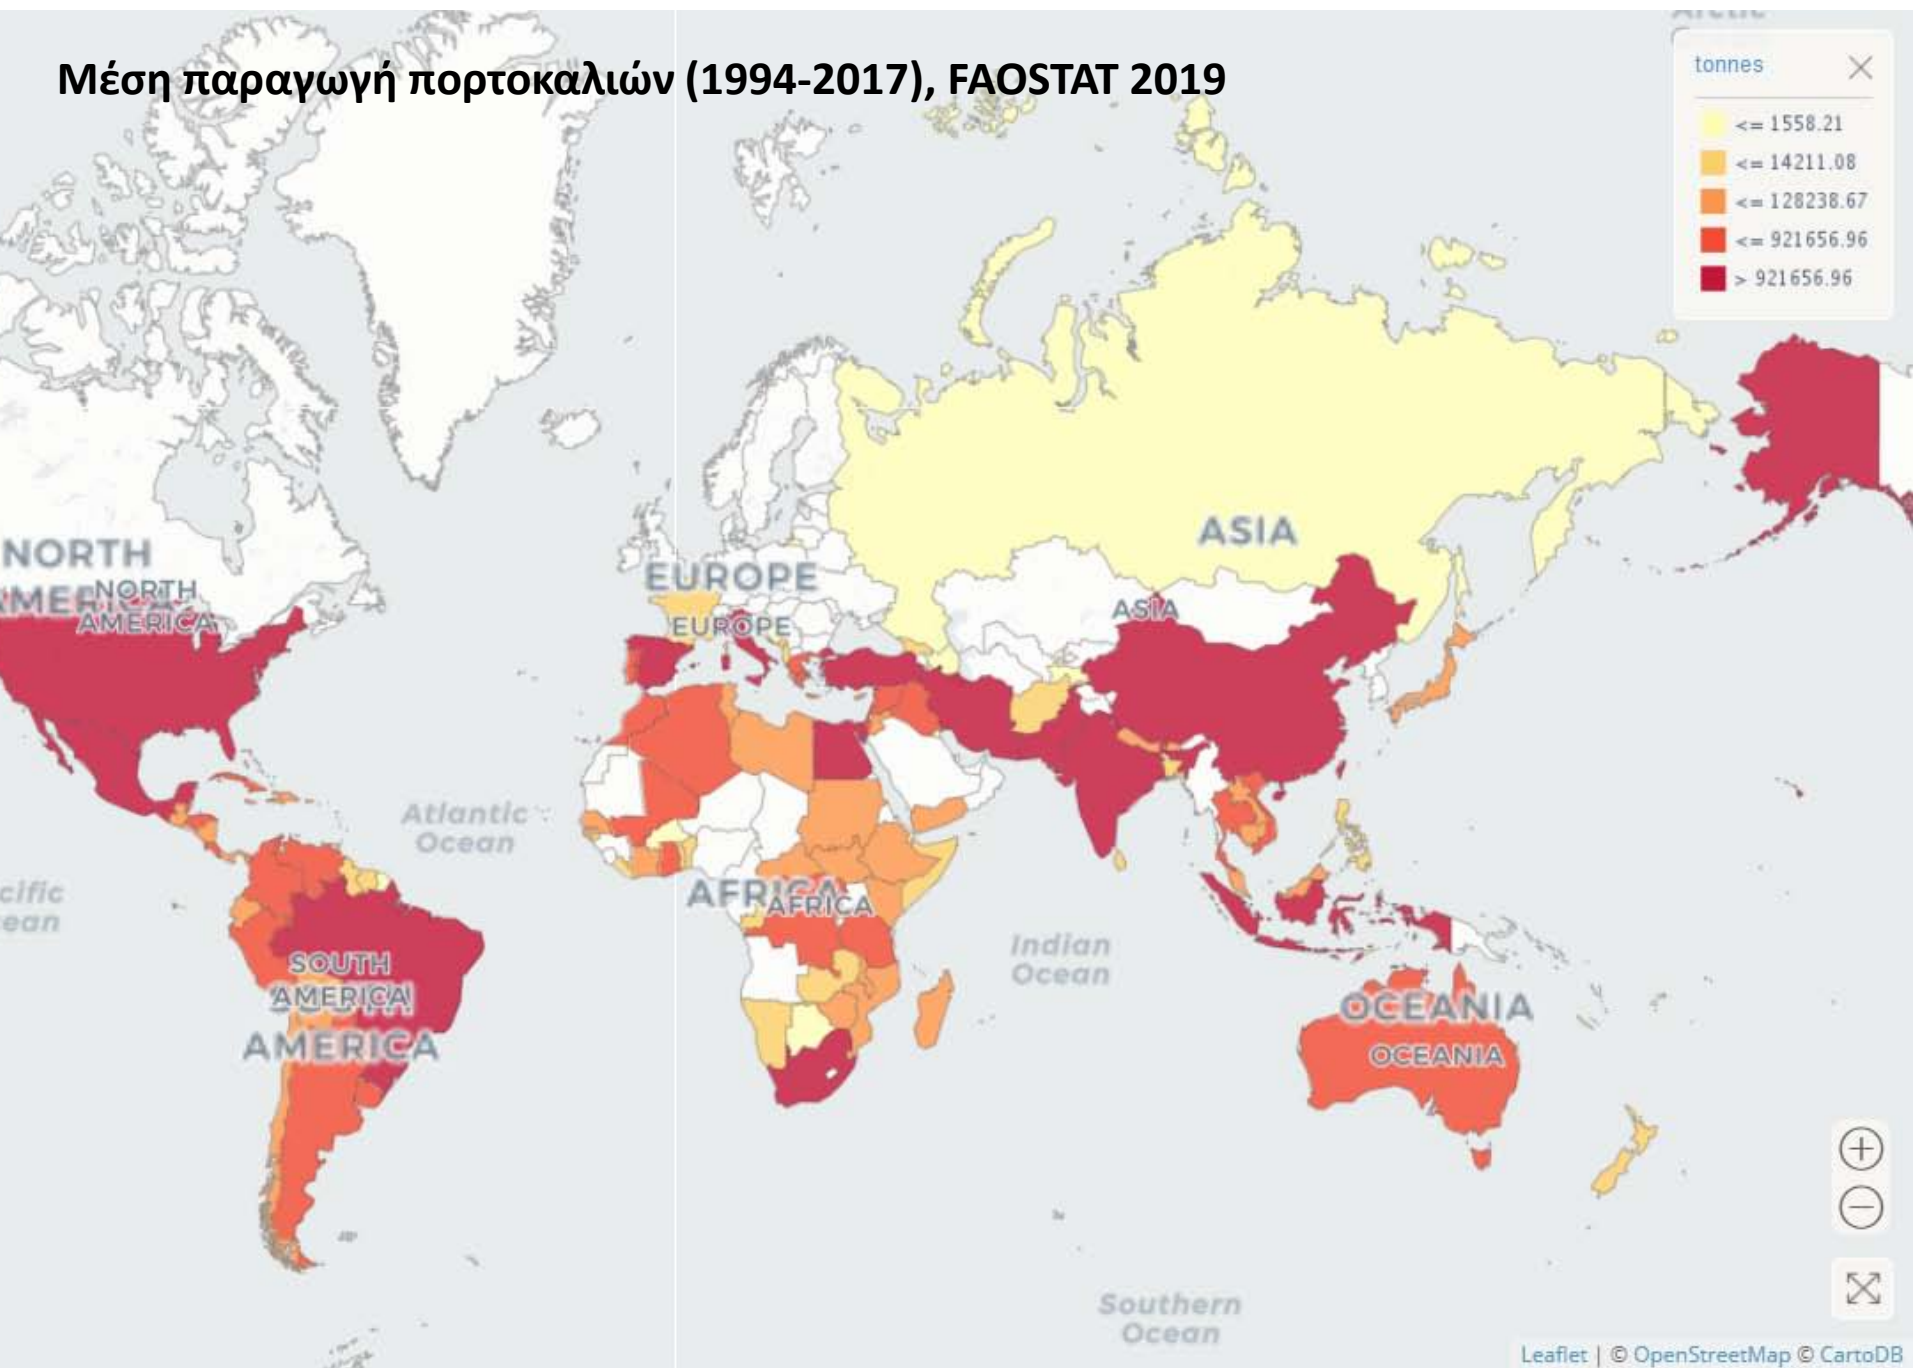 Μέση παραγωγή πορτοκαλιών (1994-2017), FAOSTAT 2019
tonnes
<= 1558.21
<= 14211.08
<= 128238.67
<= 921656.96
> 921656.96
ASIA
NORTH
AMERICA
NORTH
AMERICA
EUROPE
EUROPE
ASIA
Atlantic
Ocean
AFRICA
AFRICA
Indian
Ocean
SOUTH
AMERICA
AMERICA
OCEANIA
OCEANIA
Southern
Ocean
Leaflet | © OpenStreetMap © CartoDB